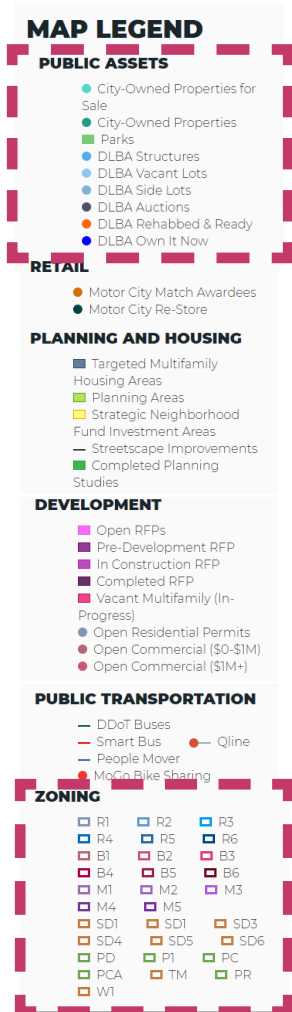 MAP LEGEND
PUBLIC ASSETS
City-Owned Properties for
Sale
City-Owned Properties
Parks
DLBA Structures
DLBA Vacant Lots
DLBA Side Lots
DLBA Auctions
DLBA Rehabbed & Ready
DLBA Own It Now
RETAIL
Motor City Match Awardees
Motor City Re-Store
PLANNING AND HOUSING
Targeted Multifamily
Housing Areas
Planning Areas
Strategic Neighborhood
Fund Investment Areas
Streetscape Improvements
Completed Planning
Studies
DEVELOPMENT
Open RFPs
Pre-Development RFP
In Construction RFP
Completed RFP
Vacant Multifamily (In-
Progress)
Open Residential Permits
Open Commercial ($0-$1M)
Open Commercial ($1M+)
PUBLIC TRANSPORTATION
DDoT Buses
Smart Bus Qline
People Mover
MoGo Bike Sharing
ZONING
R1 R2 R3
R4 R5 R6
B1 B2 B3
B4 B5 B6
M1 M2 M3
M4 M5
SD1 SD1 SD3
SD4 SD5 SD6
PD P1 PC
PCA TM PR
W1